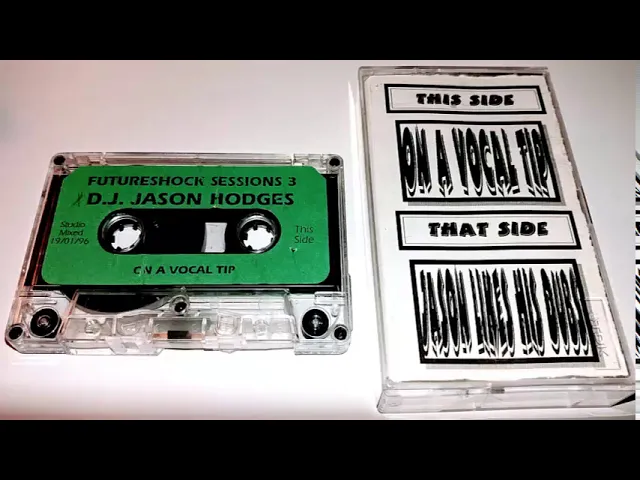 FUTURESHOCK SESSIONS 3
D.J. JASON HODGES
Studio
Mixed
19/01/96
This
Side
ON A VOCAL TIP
THIS SIDE
ON A VOCAL TIP
THAT SIDE
JASON LIKES HIS DUBS